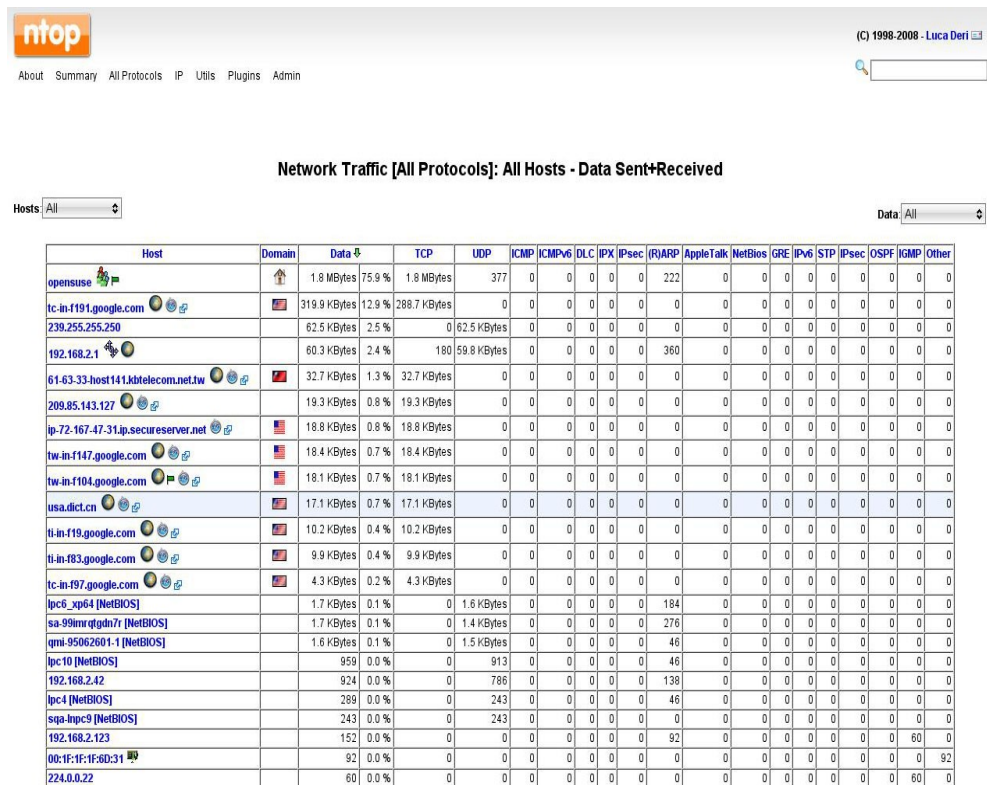 ntop
(C) 1998-2008 - Luca Deri
About Summary All Protocols IP Utils Plugins Admin
Network Traffic [All Protocols]: All Hosts - Data Sent+Received
Hosts: All
Data: All
Host Domain Data TCP UDP ICMP ICMPv6 DLC IPX IPsec (R)ARP AppleTalk NetBios GRE IPv6 STP IPsec OSPF IGMP Other
opensuse 1.8 MBytes 75.9 % 1.8 MBytes 377 0 0 0 0 0 222 0 0 0 0 0 0 0 0 0
tc-in-f191.google.com 319.9 KBytes 12.9 % 288.7 KBytes 0 0 0 0 0 0 0 0 0 0 0 0 0 0 0 0
239.255.255.250 62.5 KBytes 2.5 % 0 62.5 KBytes 0 0 0 0 0 0 0 0 0 0 0 0 0 0 0
192.168.2.1 60.3 KBytes 2.4 % 180 59.8 KBytes 0 0 0 0 0 360 0 0 0 0 0 0 0 0 0
61-63-33-host141.kbtelecom.net.tw 32.7 KBytes 1.3 % 32.7 KBytes 0 0 0 0 0 0 0 0 0 0 0 0 0 0 0 0
209.85.143.127 19.3 KBytes 0.8 % 19.3 KBytes 0 0 0 0 0 0 0 0 0 0 0 0 0 0 0 0
ip-72-167-47-31.ip.secureserver.net 18.8 KBytes 0.8 % 18.8 KBytes 0 0 0 0 0 0 0 0 0 0 0 0 0 0 0 0
tw-in-f147.google.com 18.4 KBytes 0.7 % 18.4 KBytes 0 0 0 0 0 0 0 0 0 0 0 0 0 0 0 0
tw-in-f104.google.com 18.1 KBytes 0.7 % 18.1 KBytes 0 0 0 0 0 0 0 0 0 0 0 0 0 0 0 0
usa.dict.cn 17.1 KBytes 0.7 % 17.1 KBytes 0 0 0 0 0 0 0 0 0 0 0 0 0 0 0 0
ti-in-f19.google.com 10.2 KBytes 0.4 % 10.2 KBytes 0 0 0 0 0 0 0 0 0 0 0 0 0 0 0 0
ti-in-f83.google.com 9.9 KBytes 0.4 % 9.9 KBytes 0 0 0 0 0 0 0 0 0 0 0 0 0 0 0 0
tc-in-f97.google.com 4.3 KBytes 0.2 % 4.3 KBytes 0 0 0 0 0 0 0 0 0 0 0 0 0 0 0 0
lpc6_xp64 [NetBIOS] 1.7 KBytes 0.1 % 0 1.6 KBytes 0 0 0 0 0 184 0 0 0 0 0 0 0 0 0
sa-99imrqtgdn7r [NetBIOS] 1.7 KBytes 0.1 % 0 1.4 KBytes 0 0 0 0 0 276 0 0 0 0 0 0 0 0 0
qmi-95062601-1 [NetBIOS] 1.6 KBytes 0.1 % 0 1.5 KBytes 0 0 0 0 0 46 0 0 0 0 0 0 0 0 0
lpc10 [NetBIOS] 959 0.0 % 0 913 0 0 0 0 0 46 0 0 0 0 0 0 0 0 0
192.168.2.42 924 0.0 % 0 786 0 0 0 0 0 138 0 0 0 0 0 0 0 0 0
lpc4 [NetBIOS] 289 0.0 % 0 243 0 0 0 0 0 46 0 0 0 0 0 0 0 0 0
sqa-lnpc9 [NetBIOS] 243 0.0 % 0 243 0 0 0 0 0 0 0 0 0 0 0 0 0 0 0
192.168.2.123 152 0.0 % 0 0 0 0 0 0 0 92 0 0 0 0 0 0 0 60 0
00:1F:1F:1F:6D:31 92 0.0 % 0 0 0 0 0 0 0 0 0 0 0 0 0 0 0 0 92
224.0.0.22 60 0.0 % 0 0 0 0 0 0 0 0 0 0 0 0 0 0 0 60 0